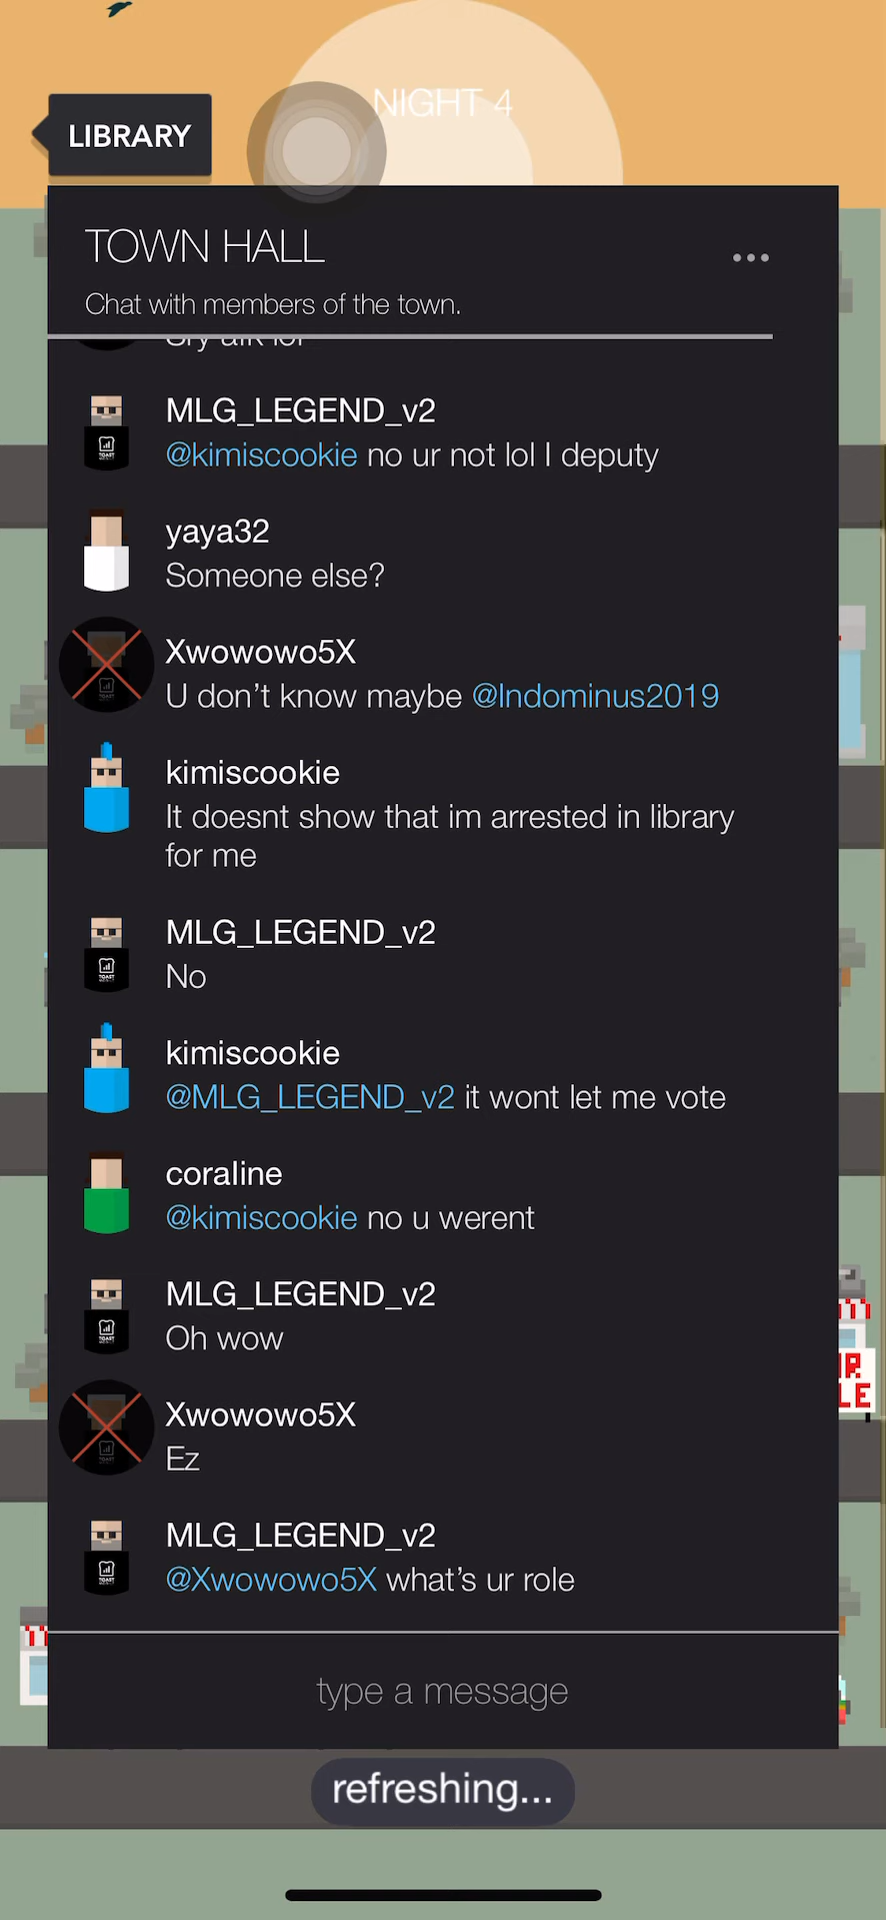 NIGHT 4
LIBRARY
TOWN HALL
Chat with members of the town.
Sry afk lol
MLG_LEGEND_v2
@kimiscookie no ur not lol I deputy
yaya32
Someone else?
Xwowowo5X
U don’t know maybe @Indominus2019
kimiscookie
It doesnt show that im arrested in library
for me
MLG_LEGEND_v2
No
kimiscookie
@MLG_LEGEND_v2 it wont let me vote
coraline
@kimiscookie no u werent
MLG_LEGEND_v2
Oh wow
Xwowowo5X
Ez
MLG_LEGEND_v2
@Xwowowo5X what’s ur role
type a message
refreshing...